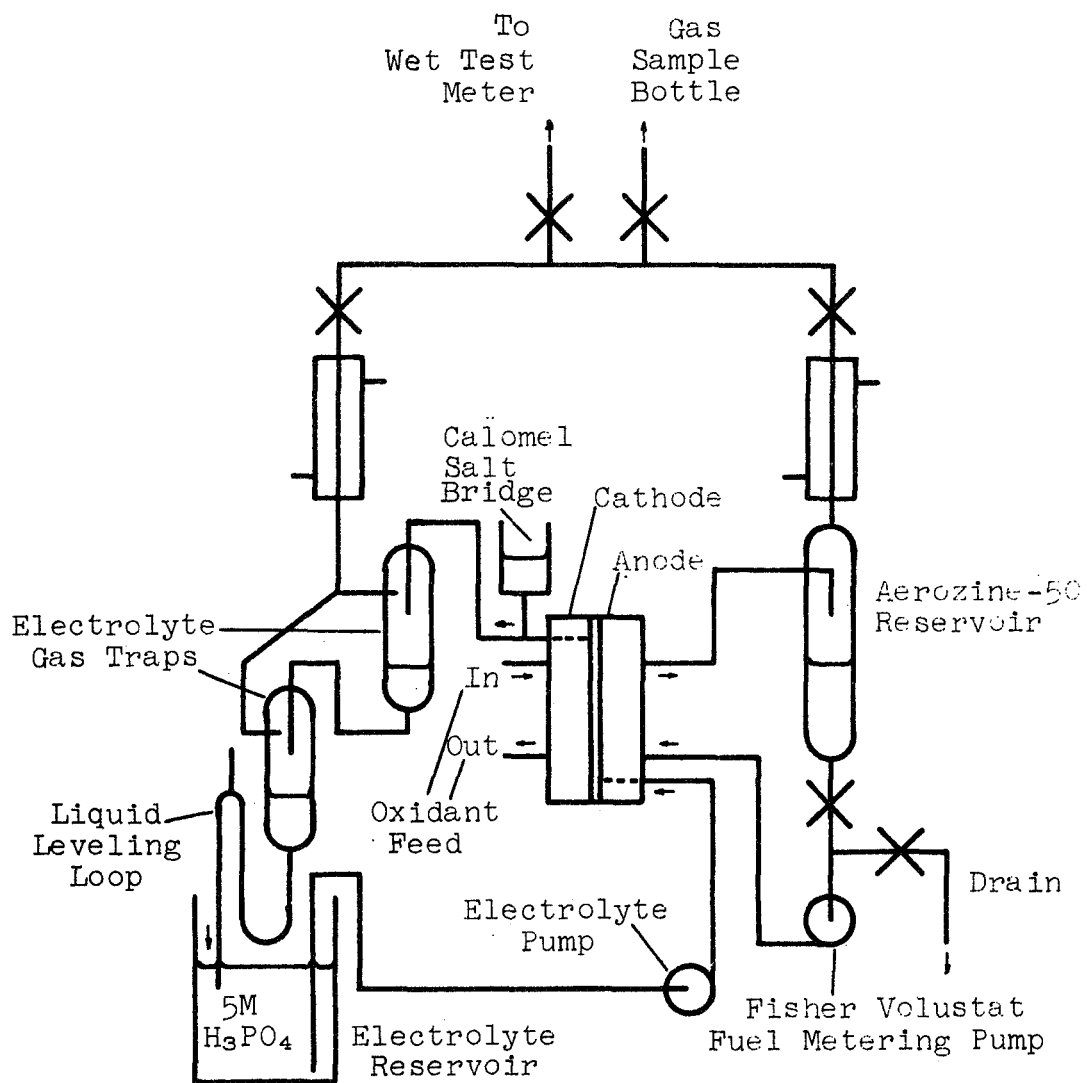 To
Wet Test
Meter
Gas
Sample
Bottle
Calomel
Salt
Bridge
Cathode
Anode
Aerozine-50
Reservoir
Electrolyte
Gas Traps
In
Out
Oxidant
Feed
Liquid
Leveling
Loop
Drain
Electrolyte
Pump
5M
H₃PO₄
Electrolyte
Reservoir
Fisher Volustat
Fuel Metering Pump